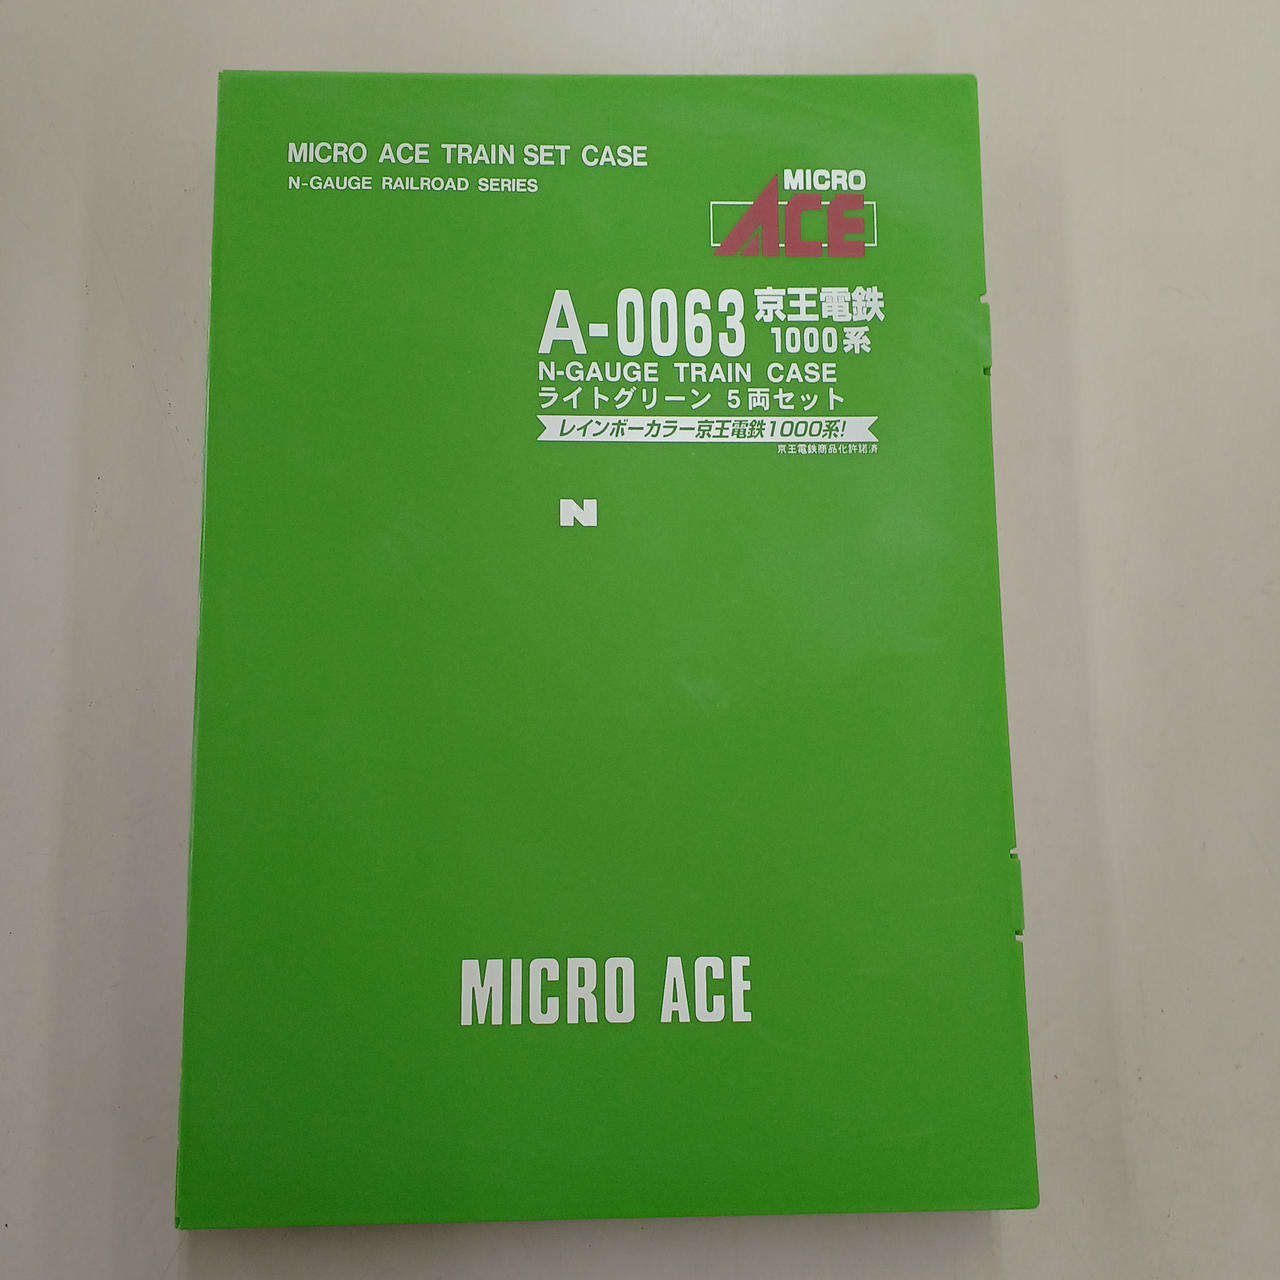 MICRO ACE TRAIN SET CASE
N-GAUGE RAILROAD SERIES
MICRO
ACE
A-0063 京王電鉄
1000系
N-GAUGE TRAIN CASE
ライトグリーン 5両セット
レインボーカラー京王電鉄1000系!
京王電鉄商品化許諾済
N
MICRO ACE